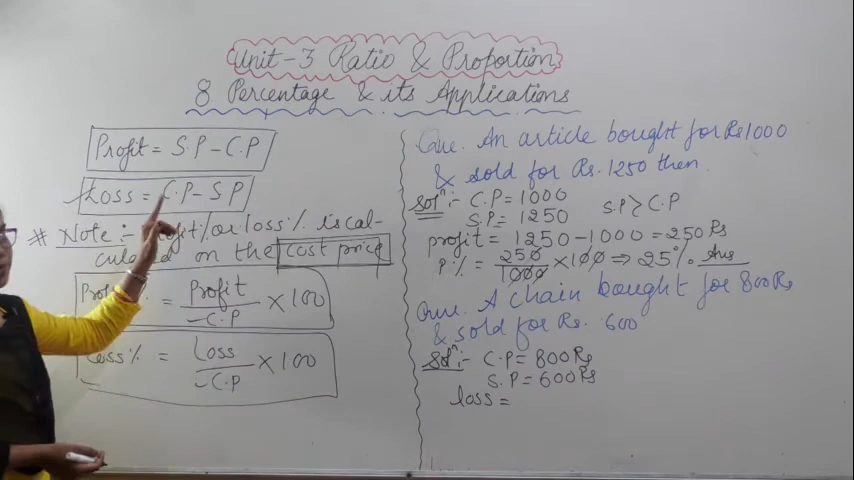 Unit-3 Ratio & Proportion
8. Percentage & its Applications
Profit = S.P - C.P
Loss = C.P - S P
# Note :- Profit% or loss% is cal-
culated on the cost price
= Profit / C.P × 100
Loss% = Loss / C.P × 100
Que. An article bought for Rs 1000
& sold for Rs. 1250 then.
Solⁿ:- C.P = 1000
S.P = 1250 S.P > C.P
profit = 1250 - 1000 = 250 Rs
P.% = 250 / 1000 × 100 ⇒ 25% Ans
Que. A chain bought for 800 Rs
& sold for Rs. 600
Solⁿ:- C.P = 800 Rs
S.P = 600 Rs
loss =